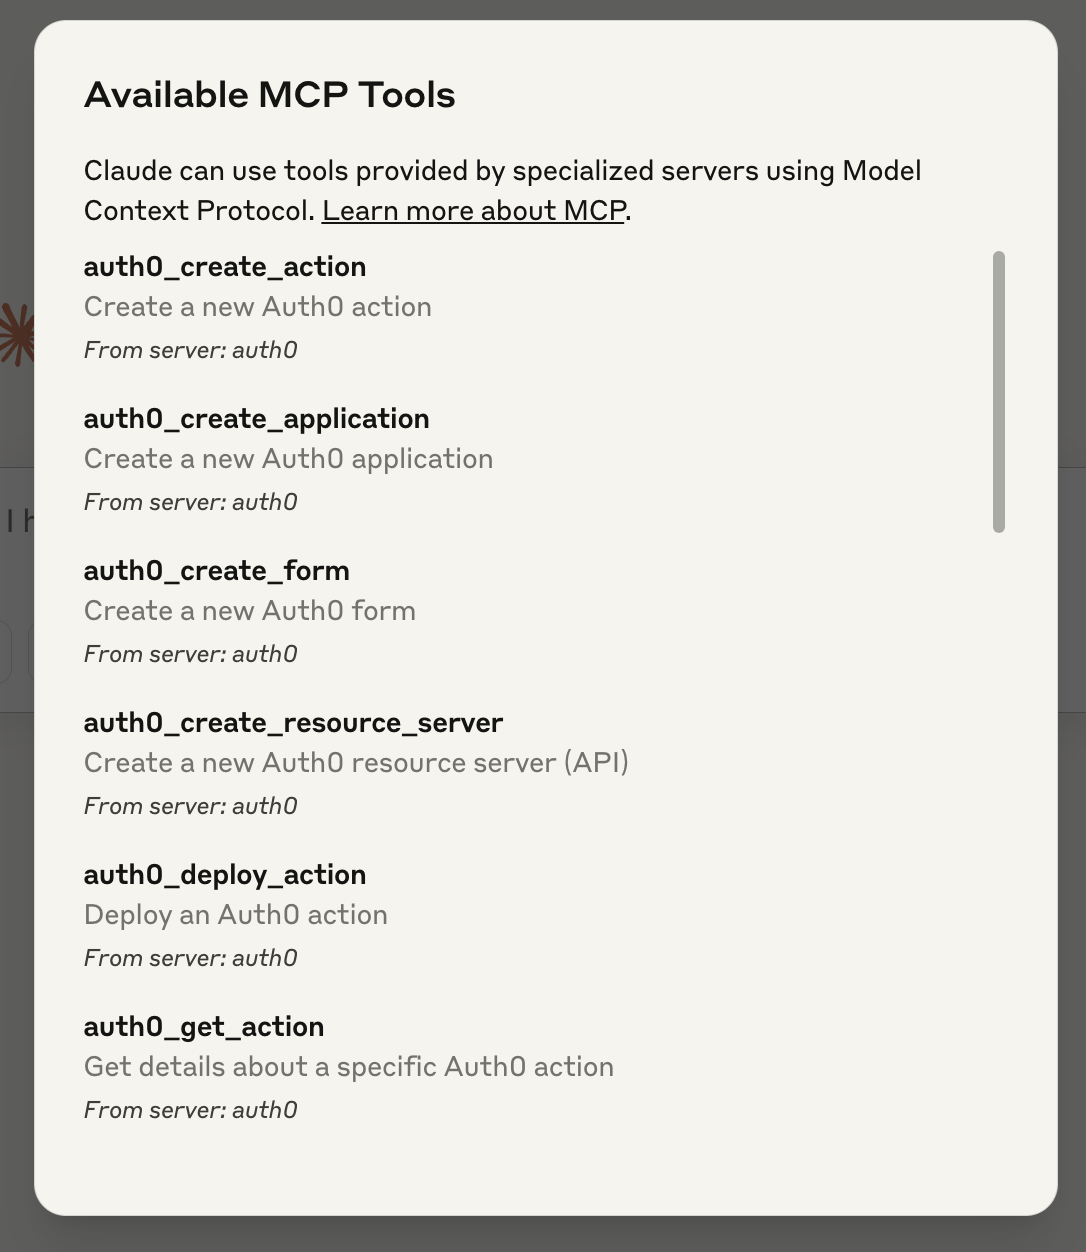 Available MCP Tools
Claude can use tools provided by specialized servers using Model
Context Protocol. Learn more about MCP.
auth0_create_action
Create a new Auth0 action
From server: auth0
auth0_create_application
Create a new Auth0 application
From server: auth0
auth0_create_form
Create a new Auth0 form
From server: auth0
auth0_create_resource_server
Create a new Auth0 resource server (API)
From server: auth0
auth0_deploy_action
Deploy an Auth0 action
From server: auth0
auth0_get_action
Get details about a specific Auth0 action
From server: auth0